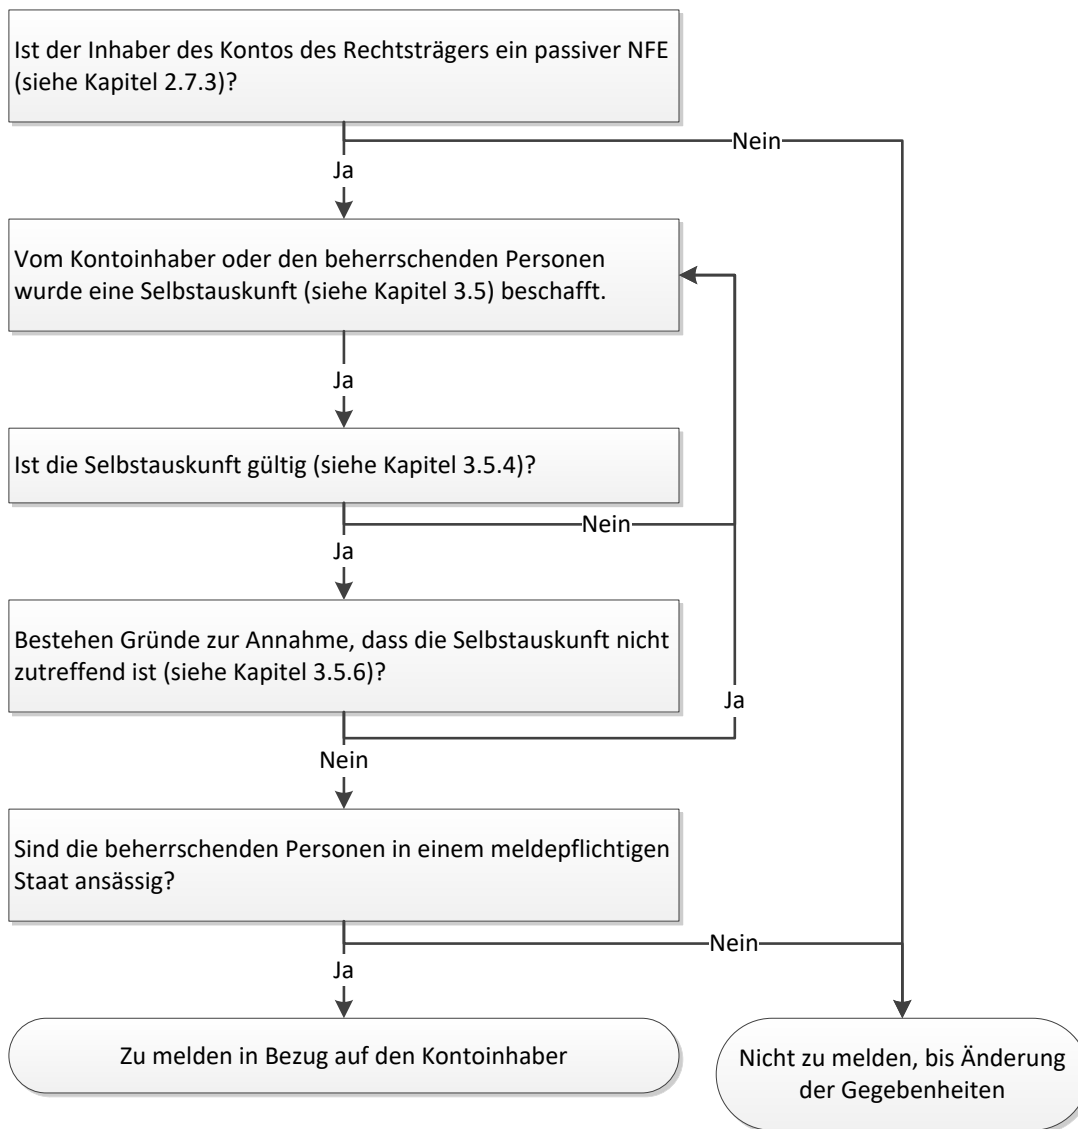 Ist der Inhaber des Kontos des Rechtsträgers ein passiver NFE
(siehe Kapitel 2.7.3)?
Nein
Ja
Vom Kontoinhaber oder den beherrschenden Personen
wurde eine Selbstauskunft (siehe Kapitel 3.5) beschafft.
Ja
Ist die Selbstauskunft gültig (siehe Kapitel 3.5.4)?
Nein
Ja
Bestehen Gründe zur Annahme, dass die Selbstauskunft nicht
zutreffend ist (siehe Kapitel 3.5.6)?
Ja
Nein
Sind die beherrschenden Personen in einem meldepflichtigen
Staat ansässig?
Nein
Ja
Zu melden in Bezug auf den Kontoinhaber
Nicht zu melden, bis Änderung
der Gegebenheiten